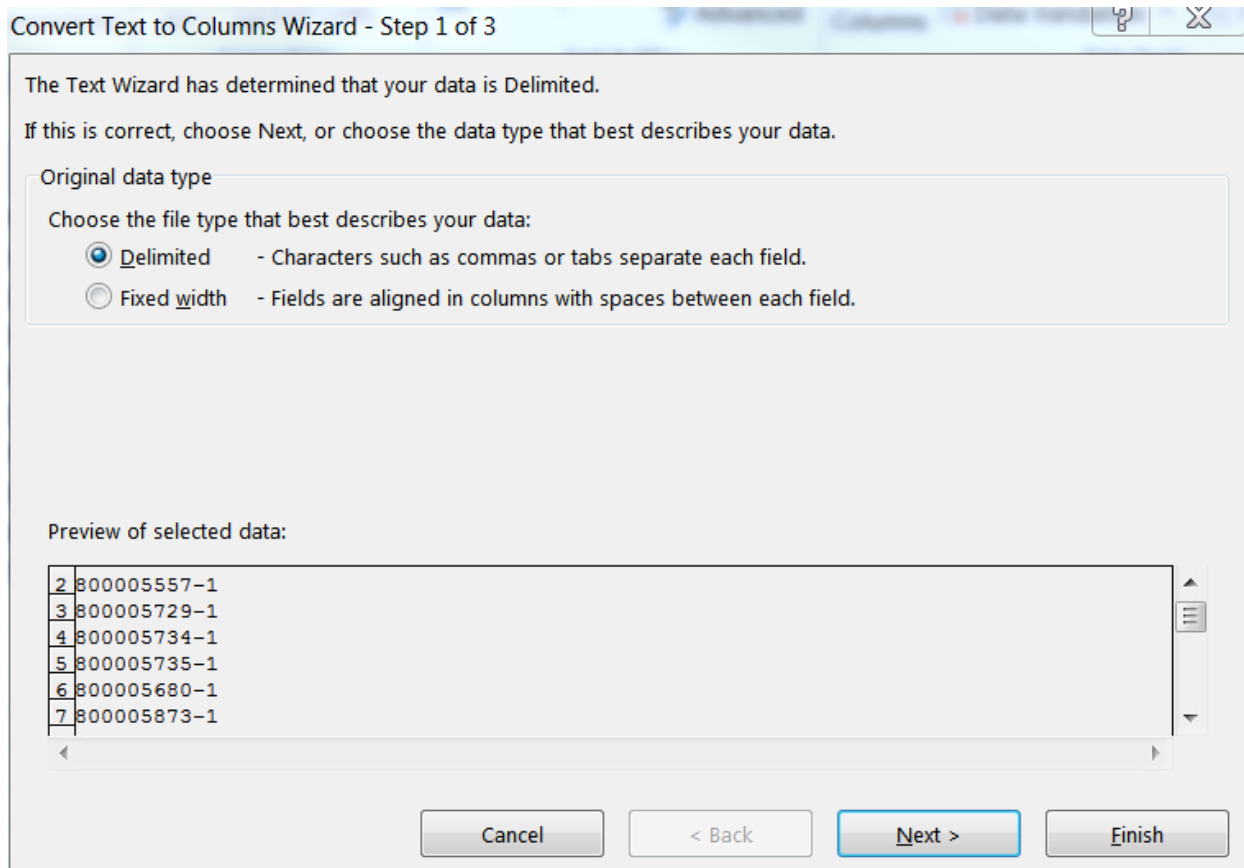 Advanced
Columns
Convert Text to Columns Wizard - Step 1 of 3
The Text Wizard has determined that your data is Delimited.
If this is correct, choose Next, or choose the data type that best describes your data.
Original data type
Choose the file type that best describes your data:
Delimited - Characters such as commas or tabs separate each field.
Fixed width - Fields are aligned in columns with spaces between each field.
Preview of selected data:
2 800005557-1
3 800005729-1
4 800005734-1
5 800005735-1
6 800005680-1
7 800005873-1
Cancel < Back Next > Finish